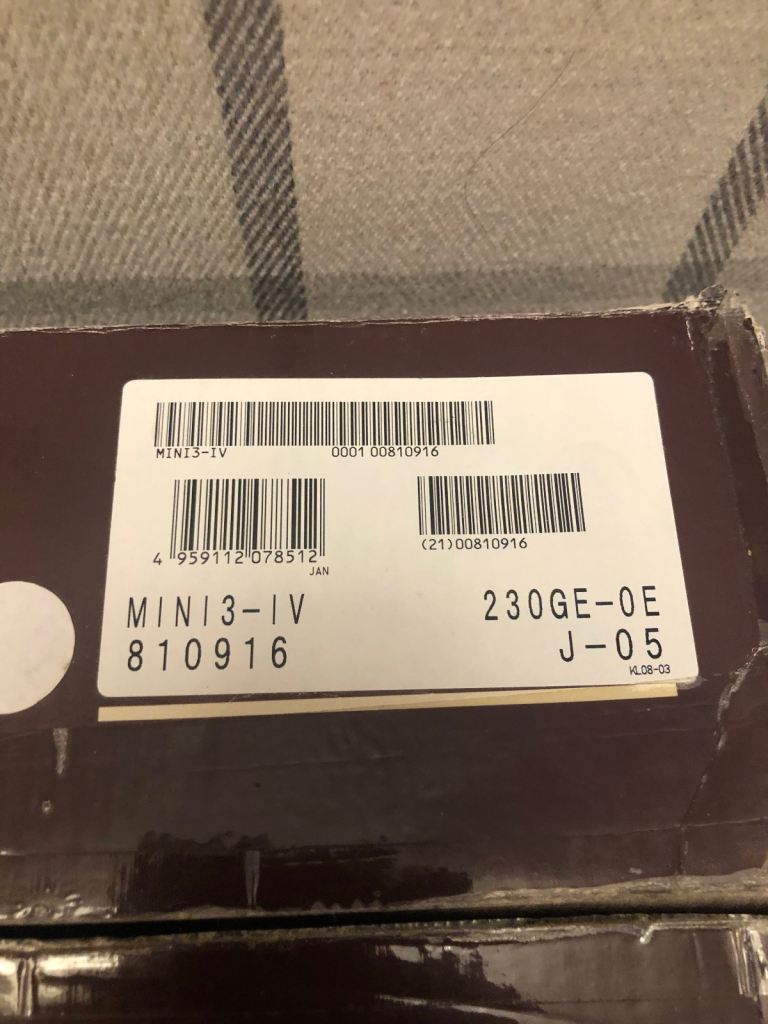 MINI3-IV 0001 00810916
4 959112 078512
JAN
(21)00810916
MINI3-IV 230GE-0E
810916 J-05
KL08-03